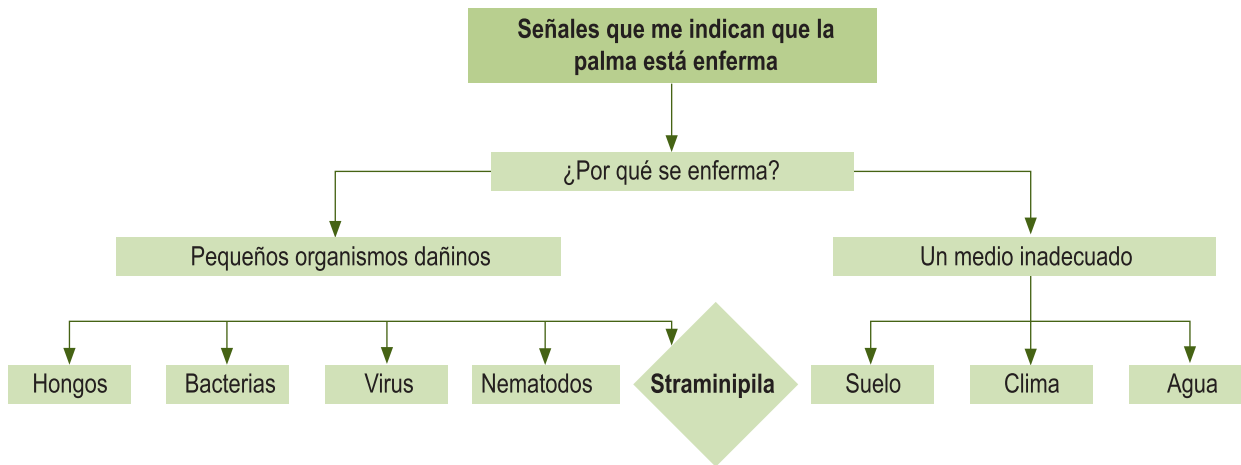 Señales que me indican que la
palma está enferma
¿Por qué se enferma?
Pequeños organismos dañinos
Un medio inadecuado
Hongos
Bacterias
Virus
Nematodos
Straminipila
Suelo
Clima
Agua